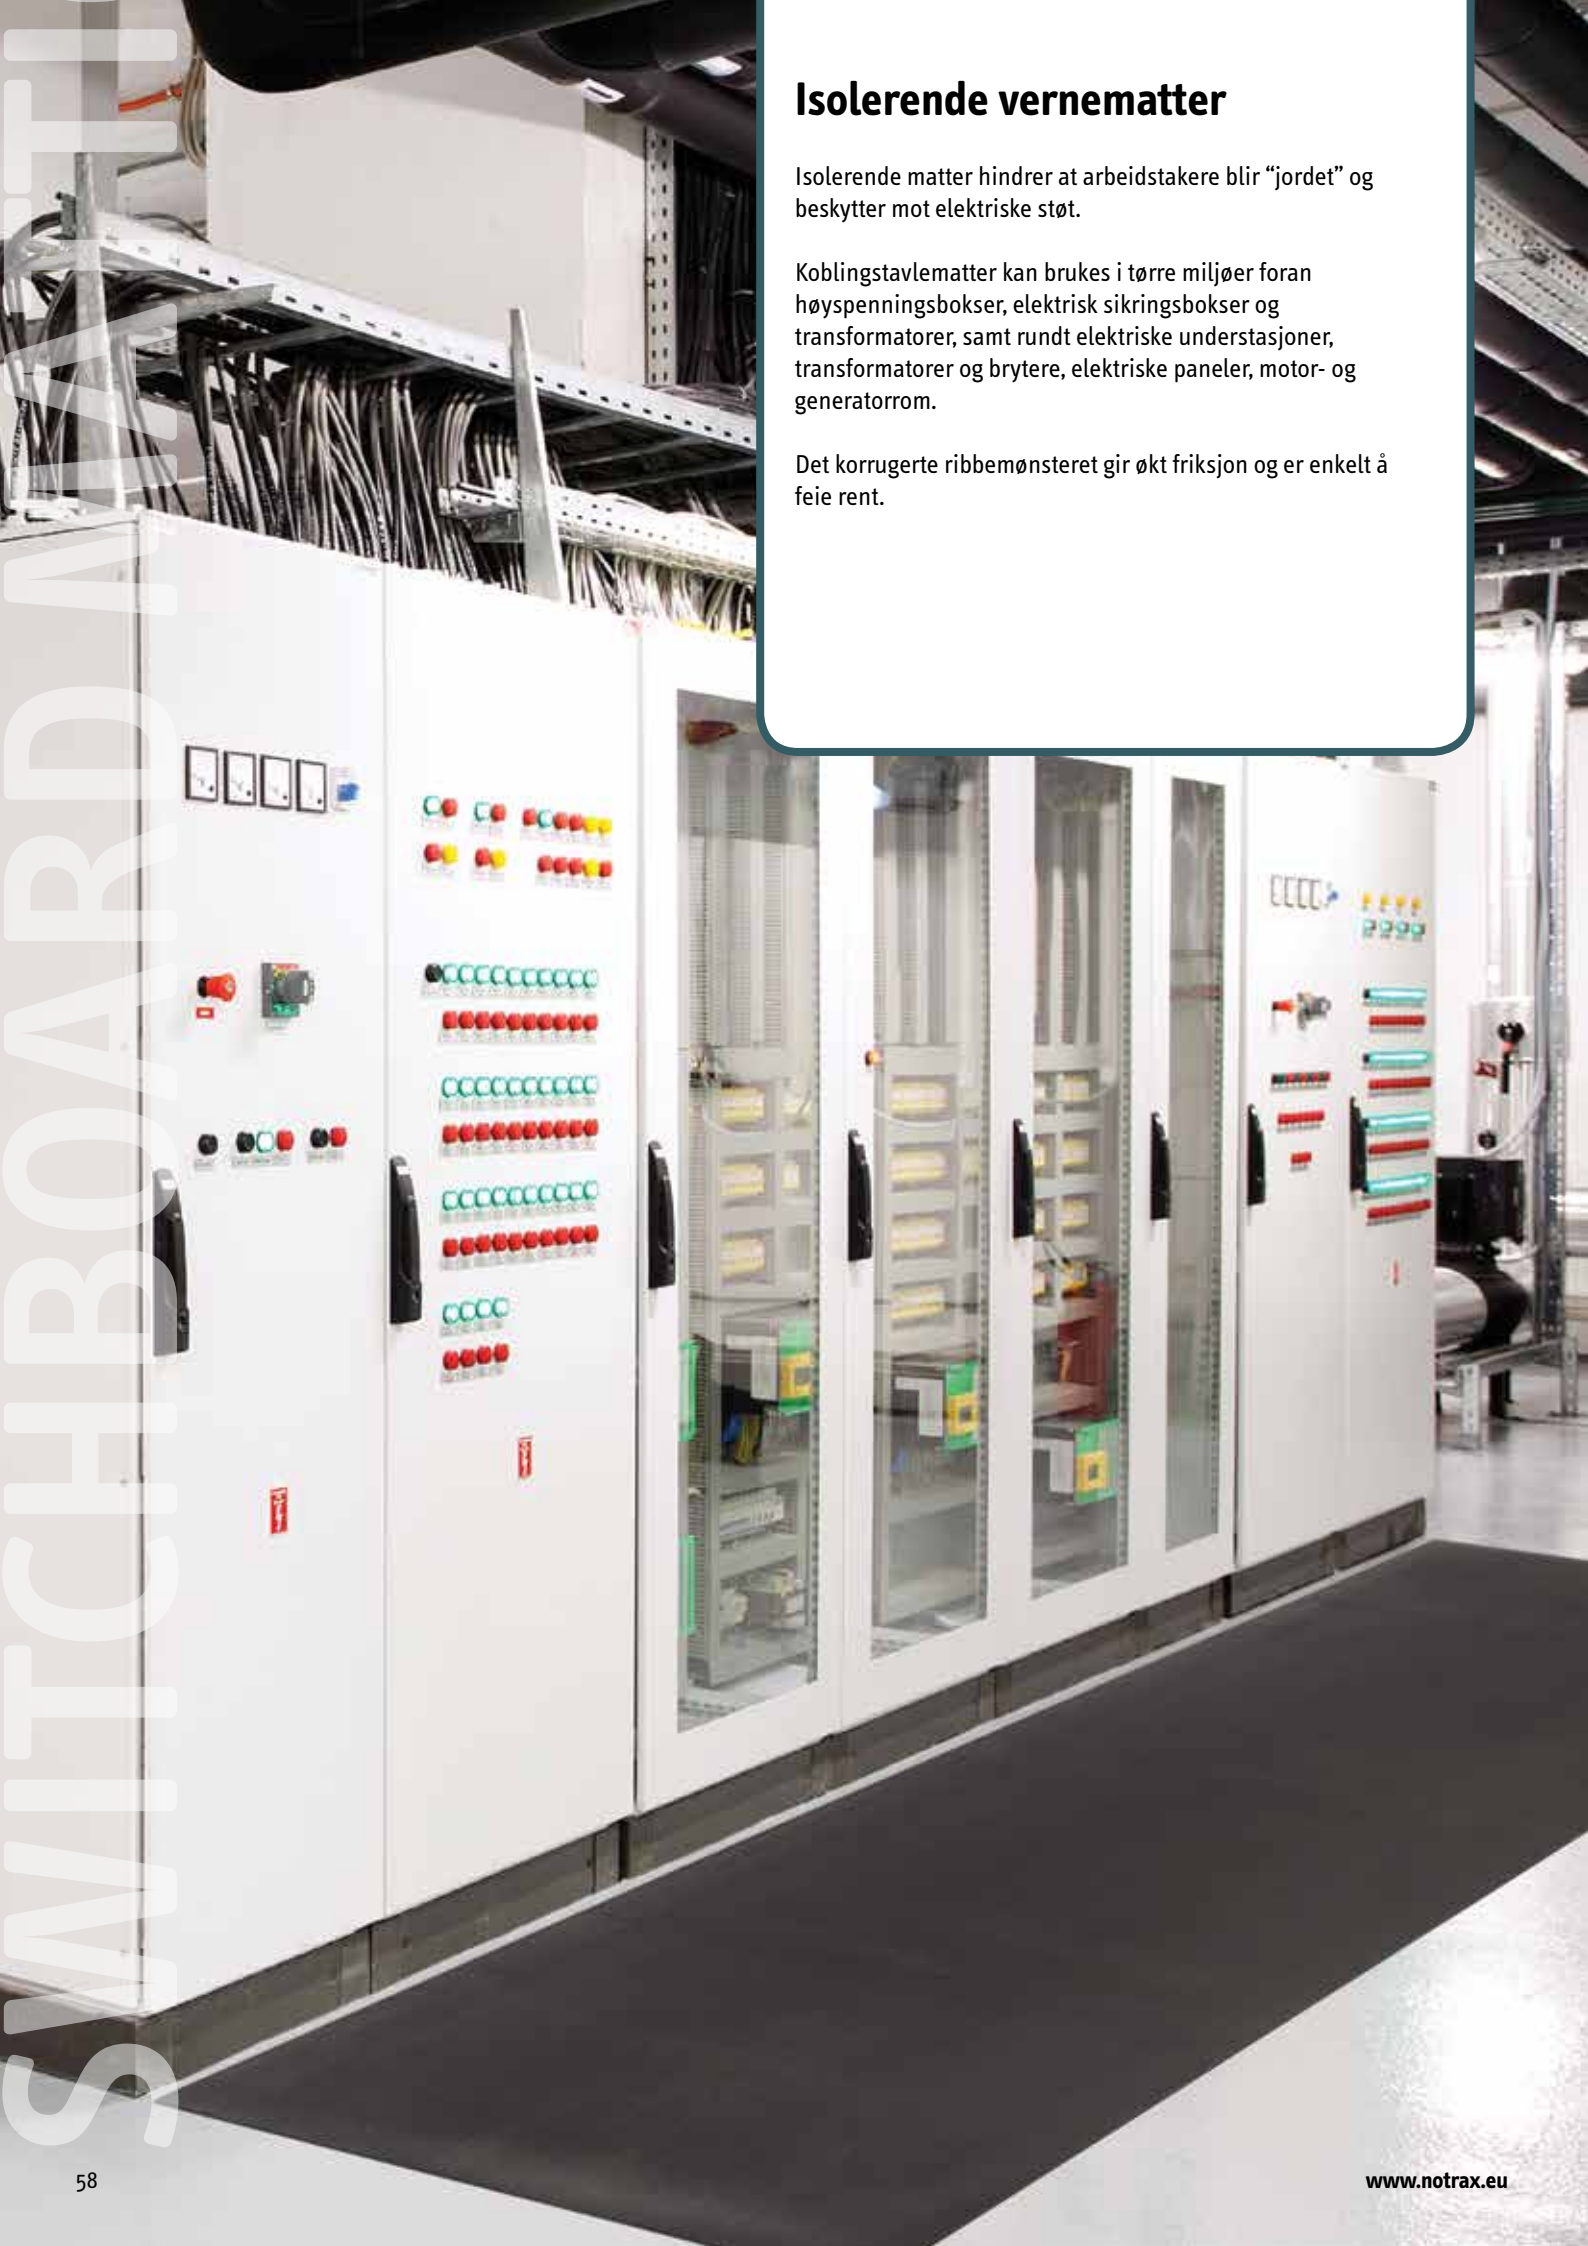 Isolerende vernematter
Isolerende matter hindrer at arbeidstakere blir “jordet” og
beskytter mot elektriske støt.
Koblingstavlematter kan brukes i tørre miljøer foran
høyspenningsbokser, elektrisk sikringsbokser og
transformatorer, samt rundt elektriske understasjoner,
transformatorer og brytere, elektriske paneler, motor- og
generatorrom.
Det korrugerte ribbemønsteret gir økt friksjon og er enkelt å
feie rent.
SWITCHBOARD MATTI
58
www.notrax.eu